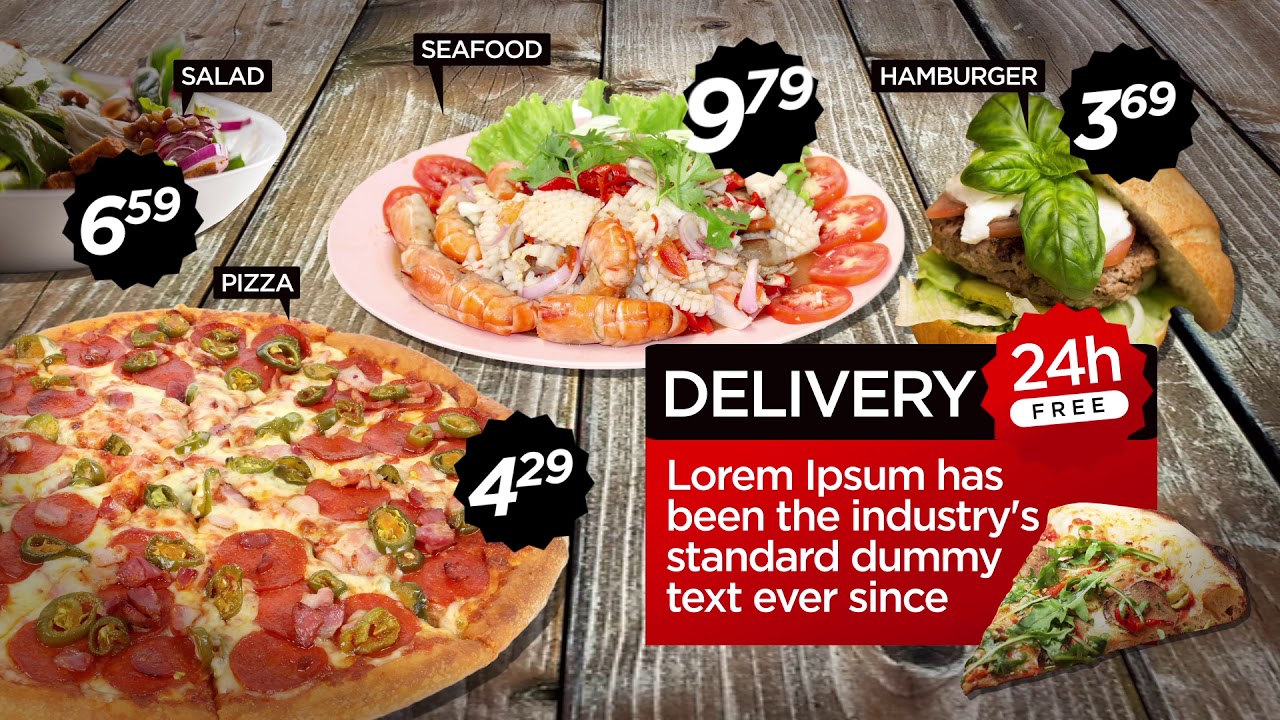 SEAFOOD
9 79
SALAD
6 59
HAMBURGER
3 69
PIZZA
4 29
DELIVERY
24h
FREE
Lorem Ipsum has
been the industry's
standard dummy
text ever since